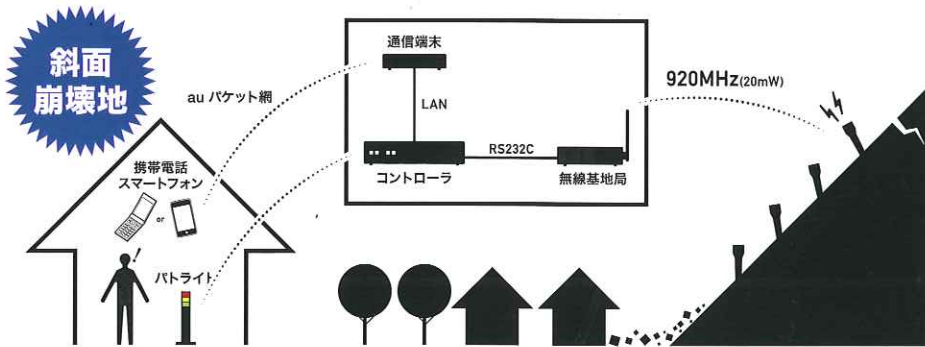 斜面
崩壊地
au パケット網
通信端末
LAN
RS232C
コントローラ
無線基地局
920MHz(20mW)
携帯電話
スマートフォン
or
パトライト